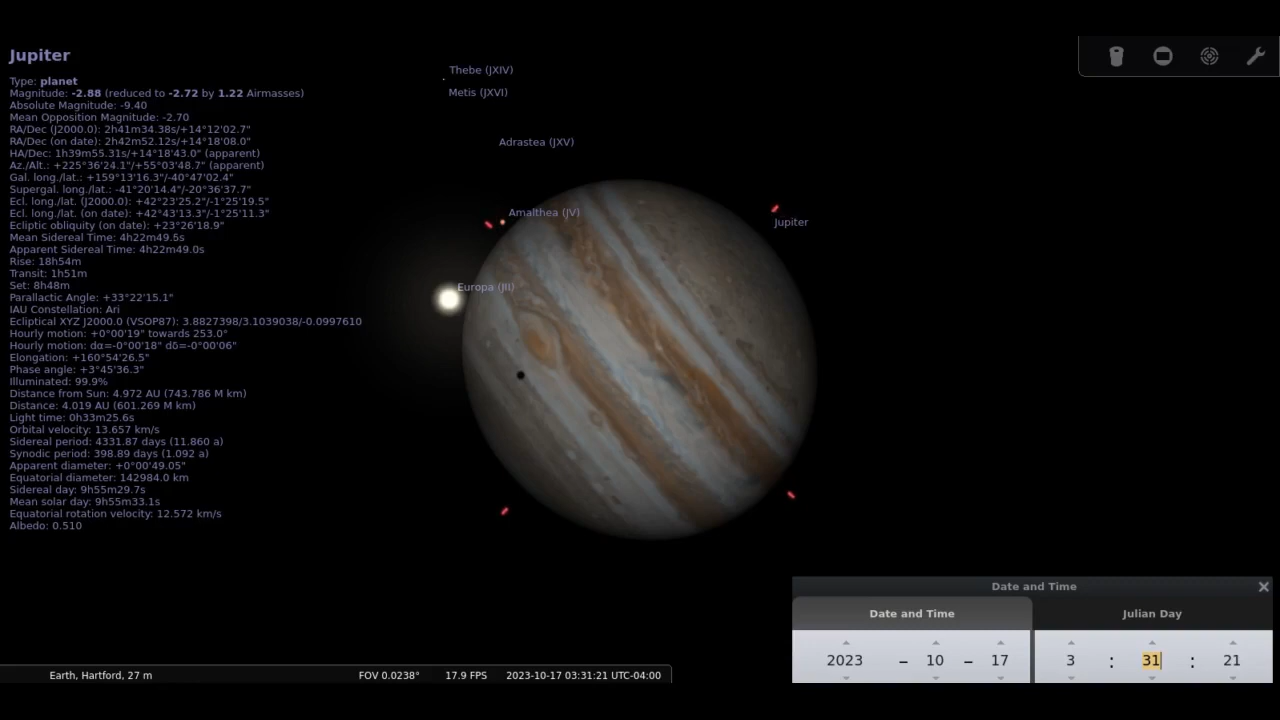 Jupiter
Type: planet
Magnitude: -2.88 (reduced to -2.72 by 1.22 Airmasses)
Absolute Magnitude: -9.40
Mean Opposition Magnitude: -2.70
RA/Dec (J2000.0): 2h41m34.38s/+14°12'02.7"
RA/Dec (on date): 2h42m52.12s/+14°18'08.0"
HA/Dec: 1h39m55.31s/+14°18'43.0" (apparent)
Az./Alt.: +225°36'24.1"/+55°03'48.7" (apparent)
Gal. long./lat.: +159°13'16.3"/-40°47'02.4"
Supergal. long./lat.: -41°20'14.4"/-20°36'37.7"
Ecl. long./lat. (J2000.0): +42°23'25.2"/-1°25'19.5"
Ecl. long./lat. (on date): +42°43'13.3"/-1°25'11.3"
Ecliptic obliquity (on date): +23°26'18.9"
Mean Sidereal Time: 4h22m49.5s
Apparent Sidereal Time: 4h22m49.0s
Rise: 18h54m
Transit: 1h51m
Set: 8h48m
Parallactic Angle: +33°22'15.1"
IAU Constellation: Ari
Ecliptical XYZ J2000.0 (VSOP87): 3.8827398/3.1039038/-0.0997610
Hourly motion: +0°00'19" towards 253.0°
Hourly motion: dα=-0°00'18" dδ=-0°00'06"
Elongation: +160°54'26.5"
Phase angle: +3°45'36.3"
Illuminated: 99.9%
Distance from Sun: 4.972 AU (743.786 M km)
Distance: 4.019 AU (601.269 M km)
Light time: 0h33m25.6s
Orbital velocity: 13.657 km/s
Sidereal period: 4331.87 days (11.860 a)
Synodic period: 398.89 days (1.092 a)
Apparent diameter: +0°00'49.05"
Equatorial diameter: 142984.0 km
Sidereal day: 9h55m29.7s
Mean solar day: 9h55m33.1s
Equatorial rotation velocity: 12.572 km/s
Albedo: 0.510
Thebe (JXIV)
Metis (JXVI)
Adrastea (JXV)
Amalthea (JV)
Jupiter
Europa (JII)
Date and Time
Date and Time Julian Day
2023 – 10 – 17 3 : 31 : 21
Earth, Hartford, 27 m FOV 0.0238° 17.9 FPS 2023-10-17 03:31:21 UTC-04:00